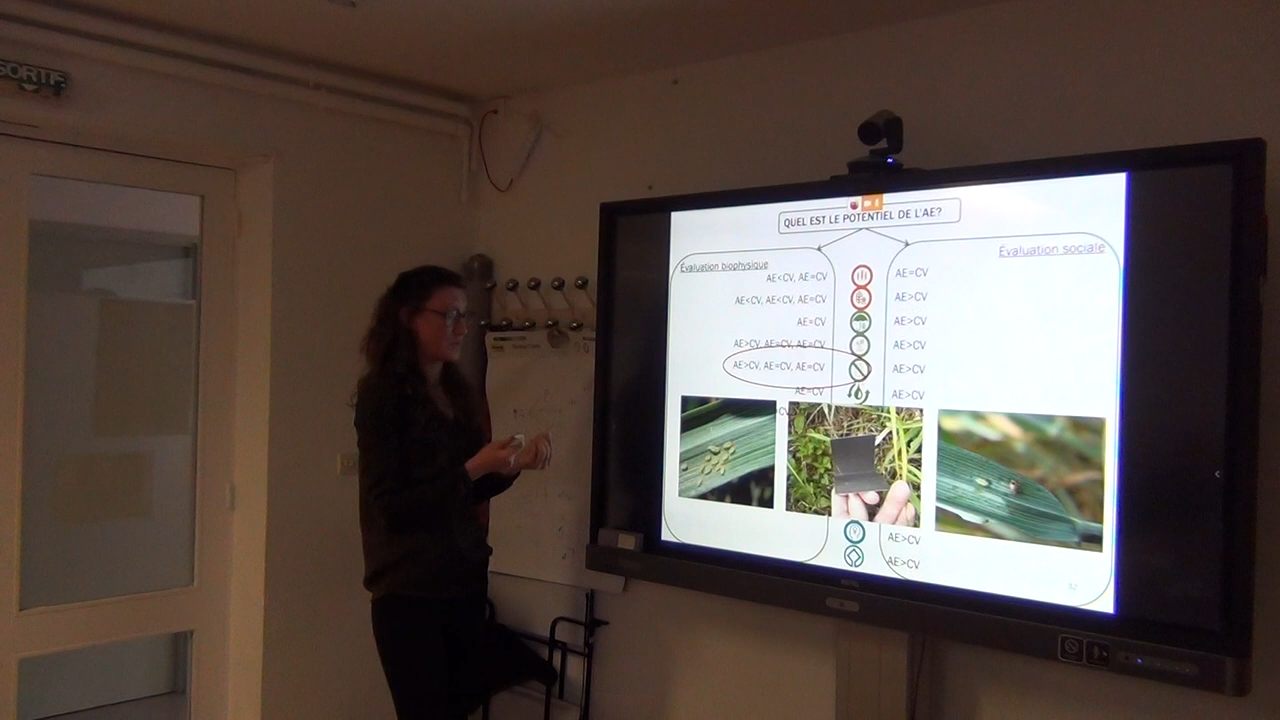 SORTIE
QUEL EST LE POTENTIEL DE L'AE?
Évaluation biophysique
Évaluation sociale
AE<CV, AE=CV
AE=CV
AE<CV, AE<CV, AE=CV
AE>CV
AE=CV
AE>CV
AE>CV, AE=CV, AE=CV
AE>CV
AE>CV, AE=CV, AE=CV
AE>CV
AE=CV
AE>CV
AE>CV
AE>CV